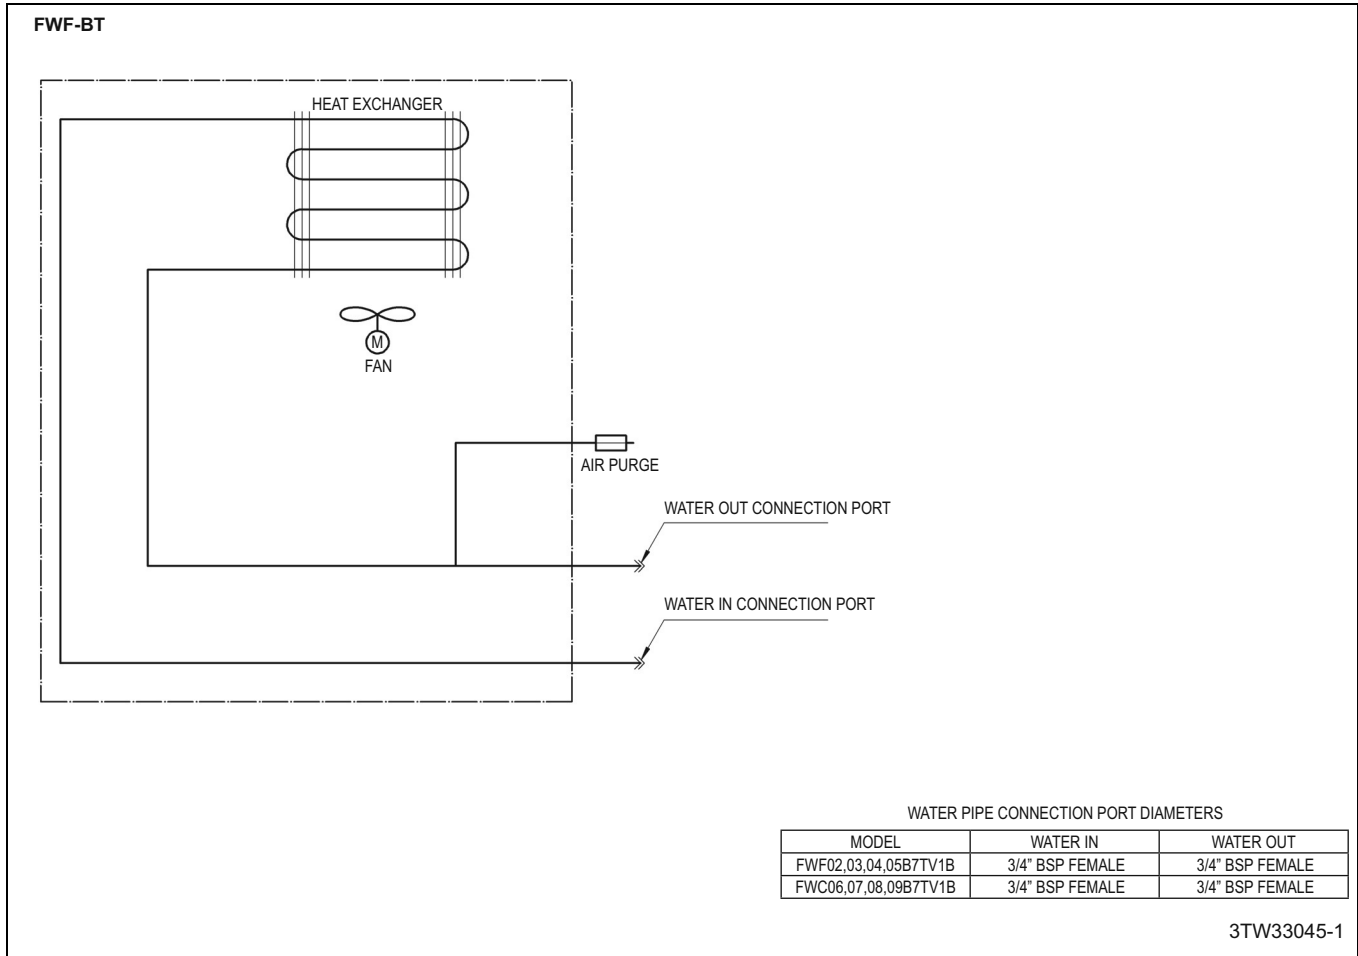 FWF-BT
HEAT EXCHANGER
M
FAN
AIR PURGE
WATER OUT CONNECTION PORT
WATER IN CONNECTION PORT
WATER PIPE CONNECTION PORT DIAMETERS
MODEL WATER IN WATER OUT
FWF02,03,04,05B7TV1B 3/4” BSP FEMALE 3/4” BSP FEMALE
FWC06,07,08,09B7TV1B 3/4” BSP FEMALE 3/4” BSP FEMALE
3TW33045-1